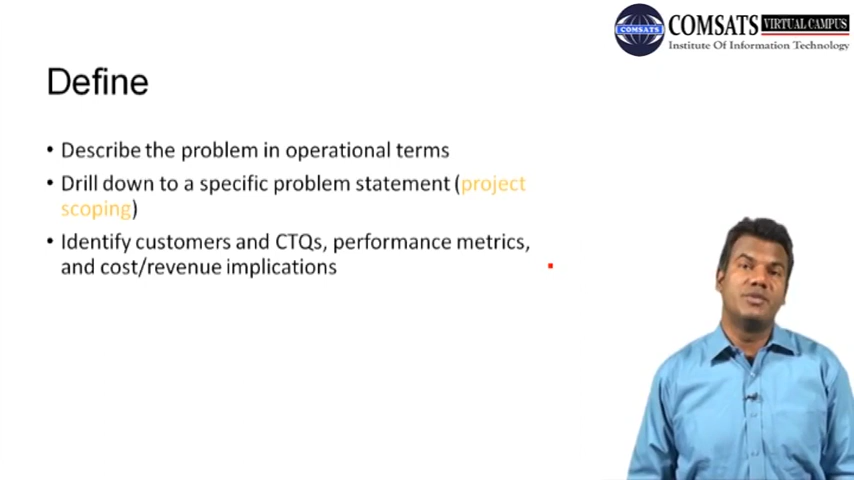 COMSATS
COMSATS VIRTUAL CAMPUS
Institute Of Information Technology
Define
• Describe the problem in operational terms
• Drill down to a specific problem statement (project
scoping)
• Identify customers and CTQs, performance metrics,
and cost/revenue implications